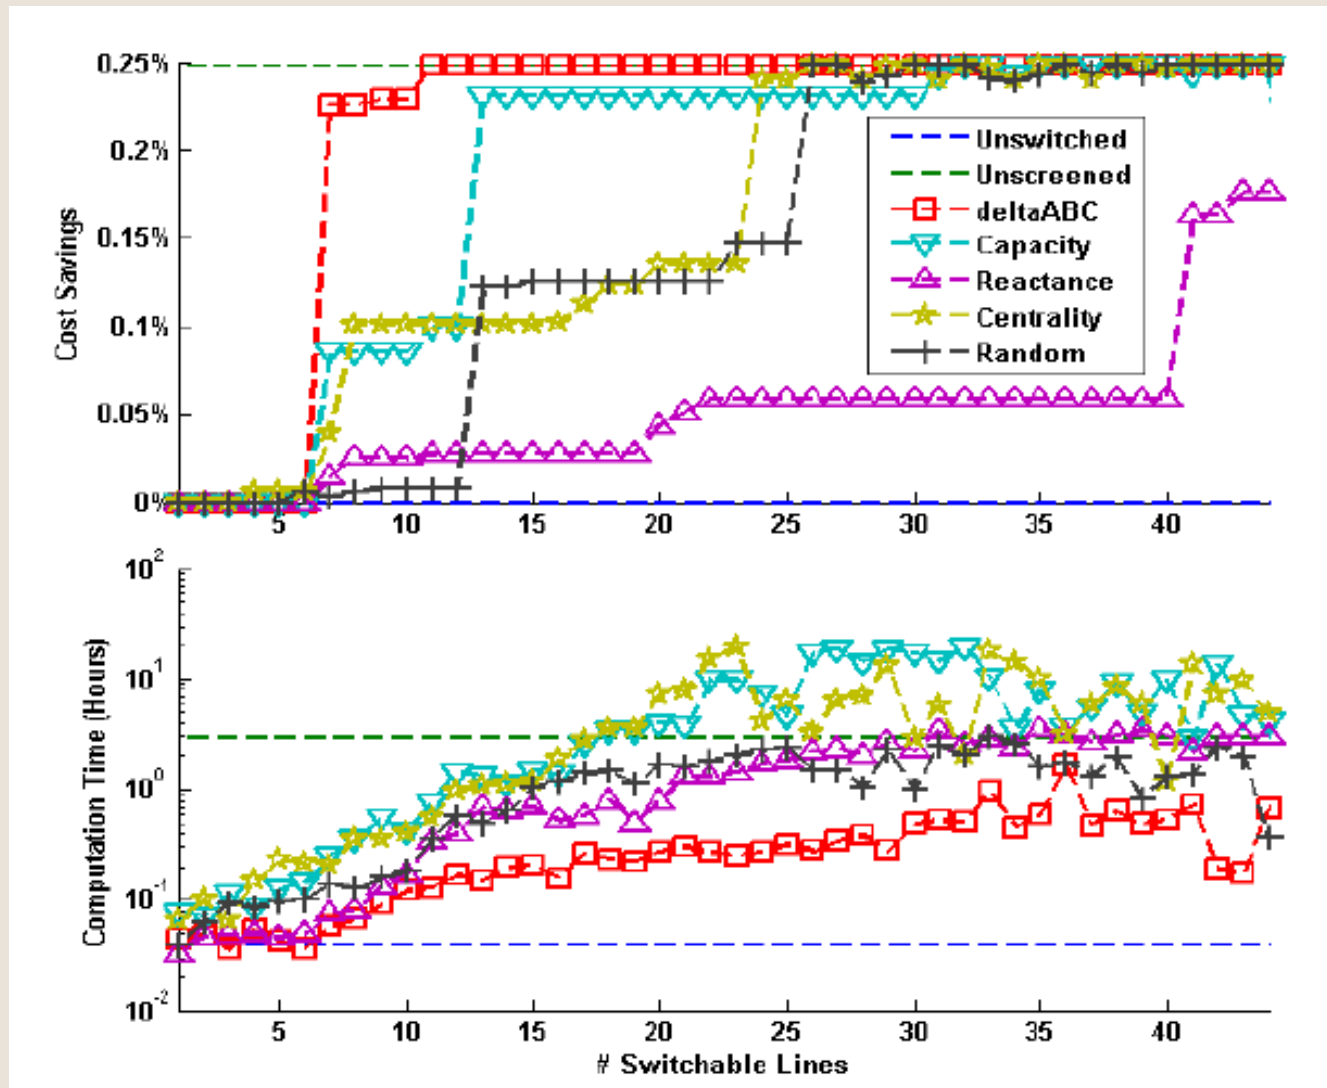 Cost Savings
0.25%
0.2%
0.15%
0.1%
0.05%
0%
5 10 15 20 25 30 35 40
Unswitched
Unscreened
deltaABC
Capacity
Reactance
Centrality
Random
Computation Time (Hours)
10^2
10^1
10^0
10^-1
10^-2
5 10 15 20 25 30 35 40
# Switchable Lines